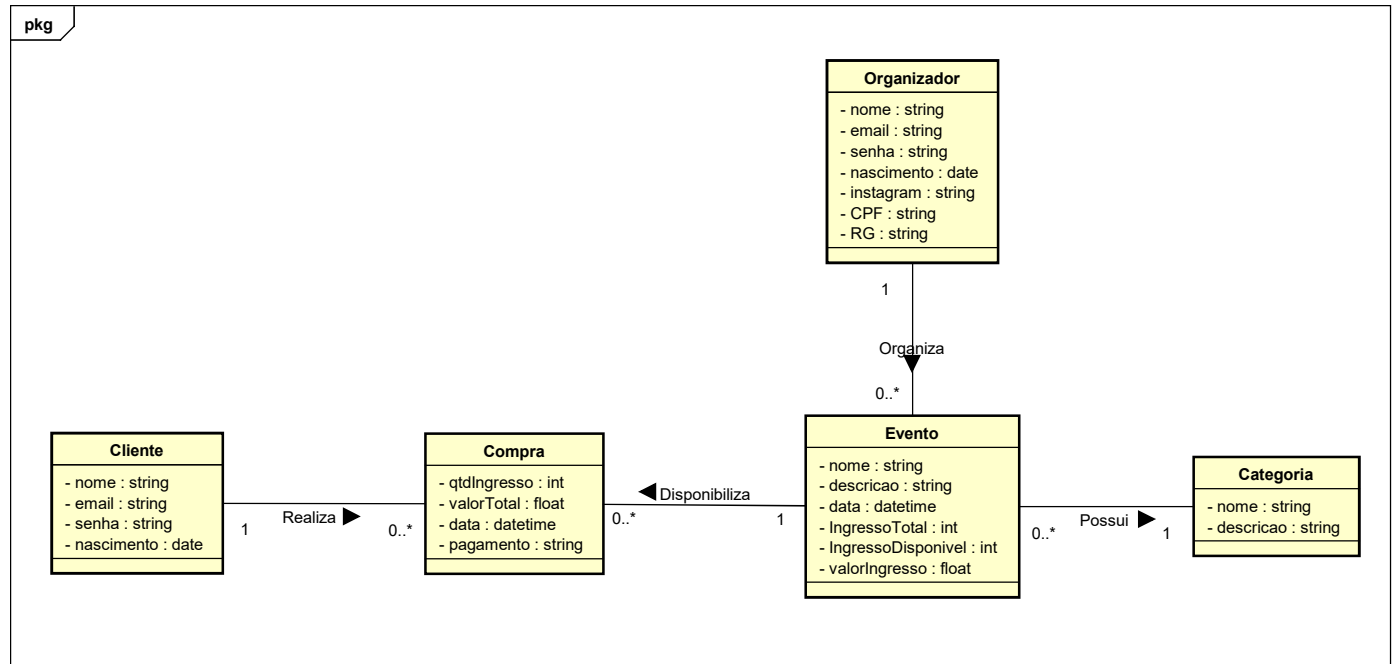 pkg
Organizador
- nome : string
- email : string
- senha : string
- nascimento : date
- instagram : string
- CPF : string
- RG : string
1
Organiza
0..*
Cliente
- nome : string
- email : string
- senha : string
- nascimento : date
1
Realiza
0..*
Compra
- qtdIngresso : int
- valorTotal : float
- data : datetime
- pagamento : string
0..*
Disponibiliza
1
Evento
- nome : string
- descricao : string
- data : datetime
- IngressoTotal : int
- IngressoDisponivel : int
- valorIngresso : float
0..*
Possui
1
Categoria
- nome : string
- descricao : string